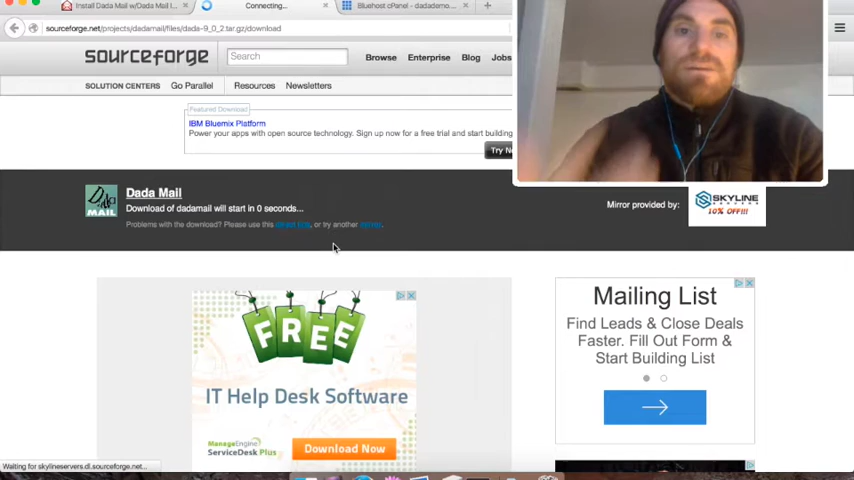 Install Dada Mail w/Dada Mail I...
Connecting...
Bluehost cPanel - dadademo...
sourceforge.net/projects/dadamail/files/dada-9_0_2.tar.gz/download
sourceforge
Search
Browse Enterprise Blog Jobs
SOLUTION CENTERS Go Parallel Resources Newsletters
Featured Download
IBM Bluemix Platform
Power your apps with open source technology. Sign up now for a free trial and start building
Try N
Dada MAIL
Dada Mail
Download of dadamail will start in 0 seconds...
Problems with the download? Please use this direct link, or try another mirror.
Mirror provided by:
SKYLINE
SERVERS
10% OFF!!!
FREE
IT Help Desk Software
ManageEngine
ServiceDesk Plus
Download Now
Mailing List
Find Leads & Close Deals
Faster. Fill Out Form &
Start Building List
Waiting for skylineservers.dl.sourceforge.net...